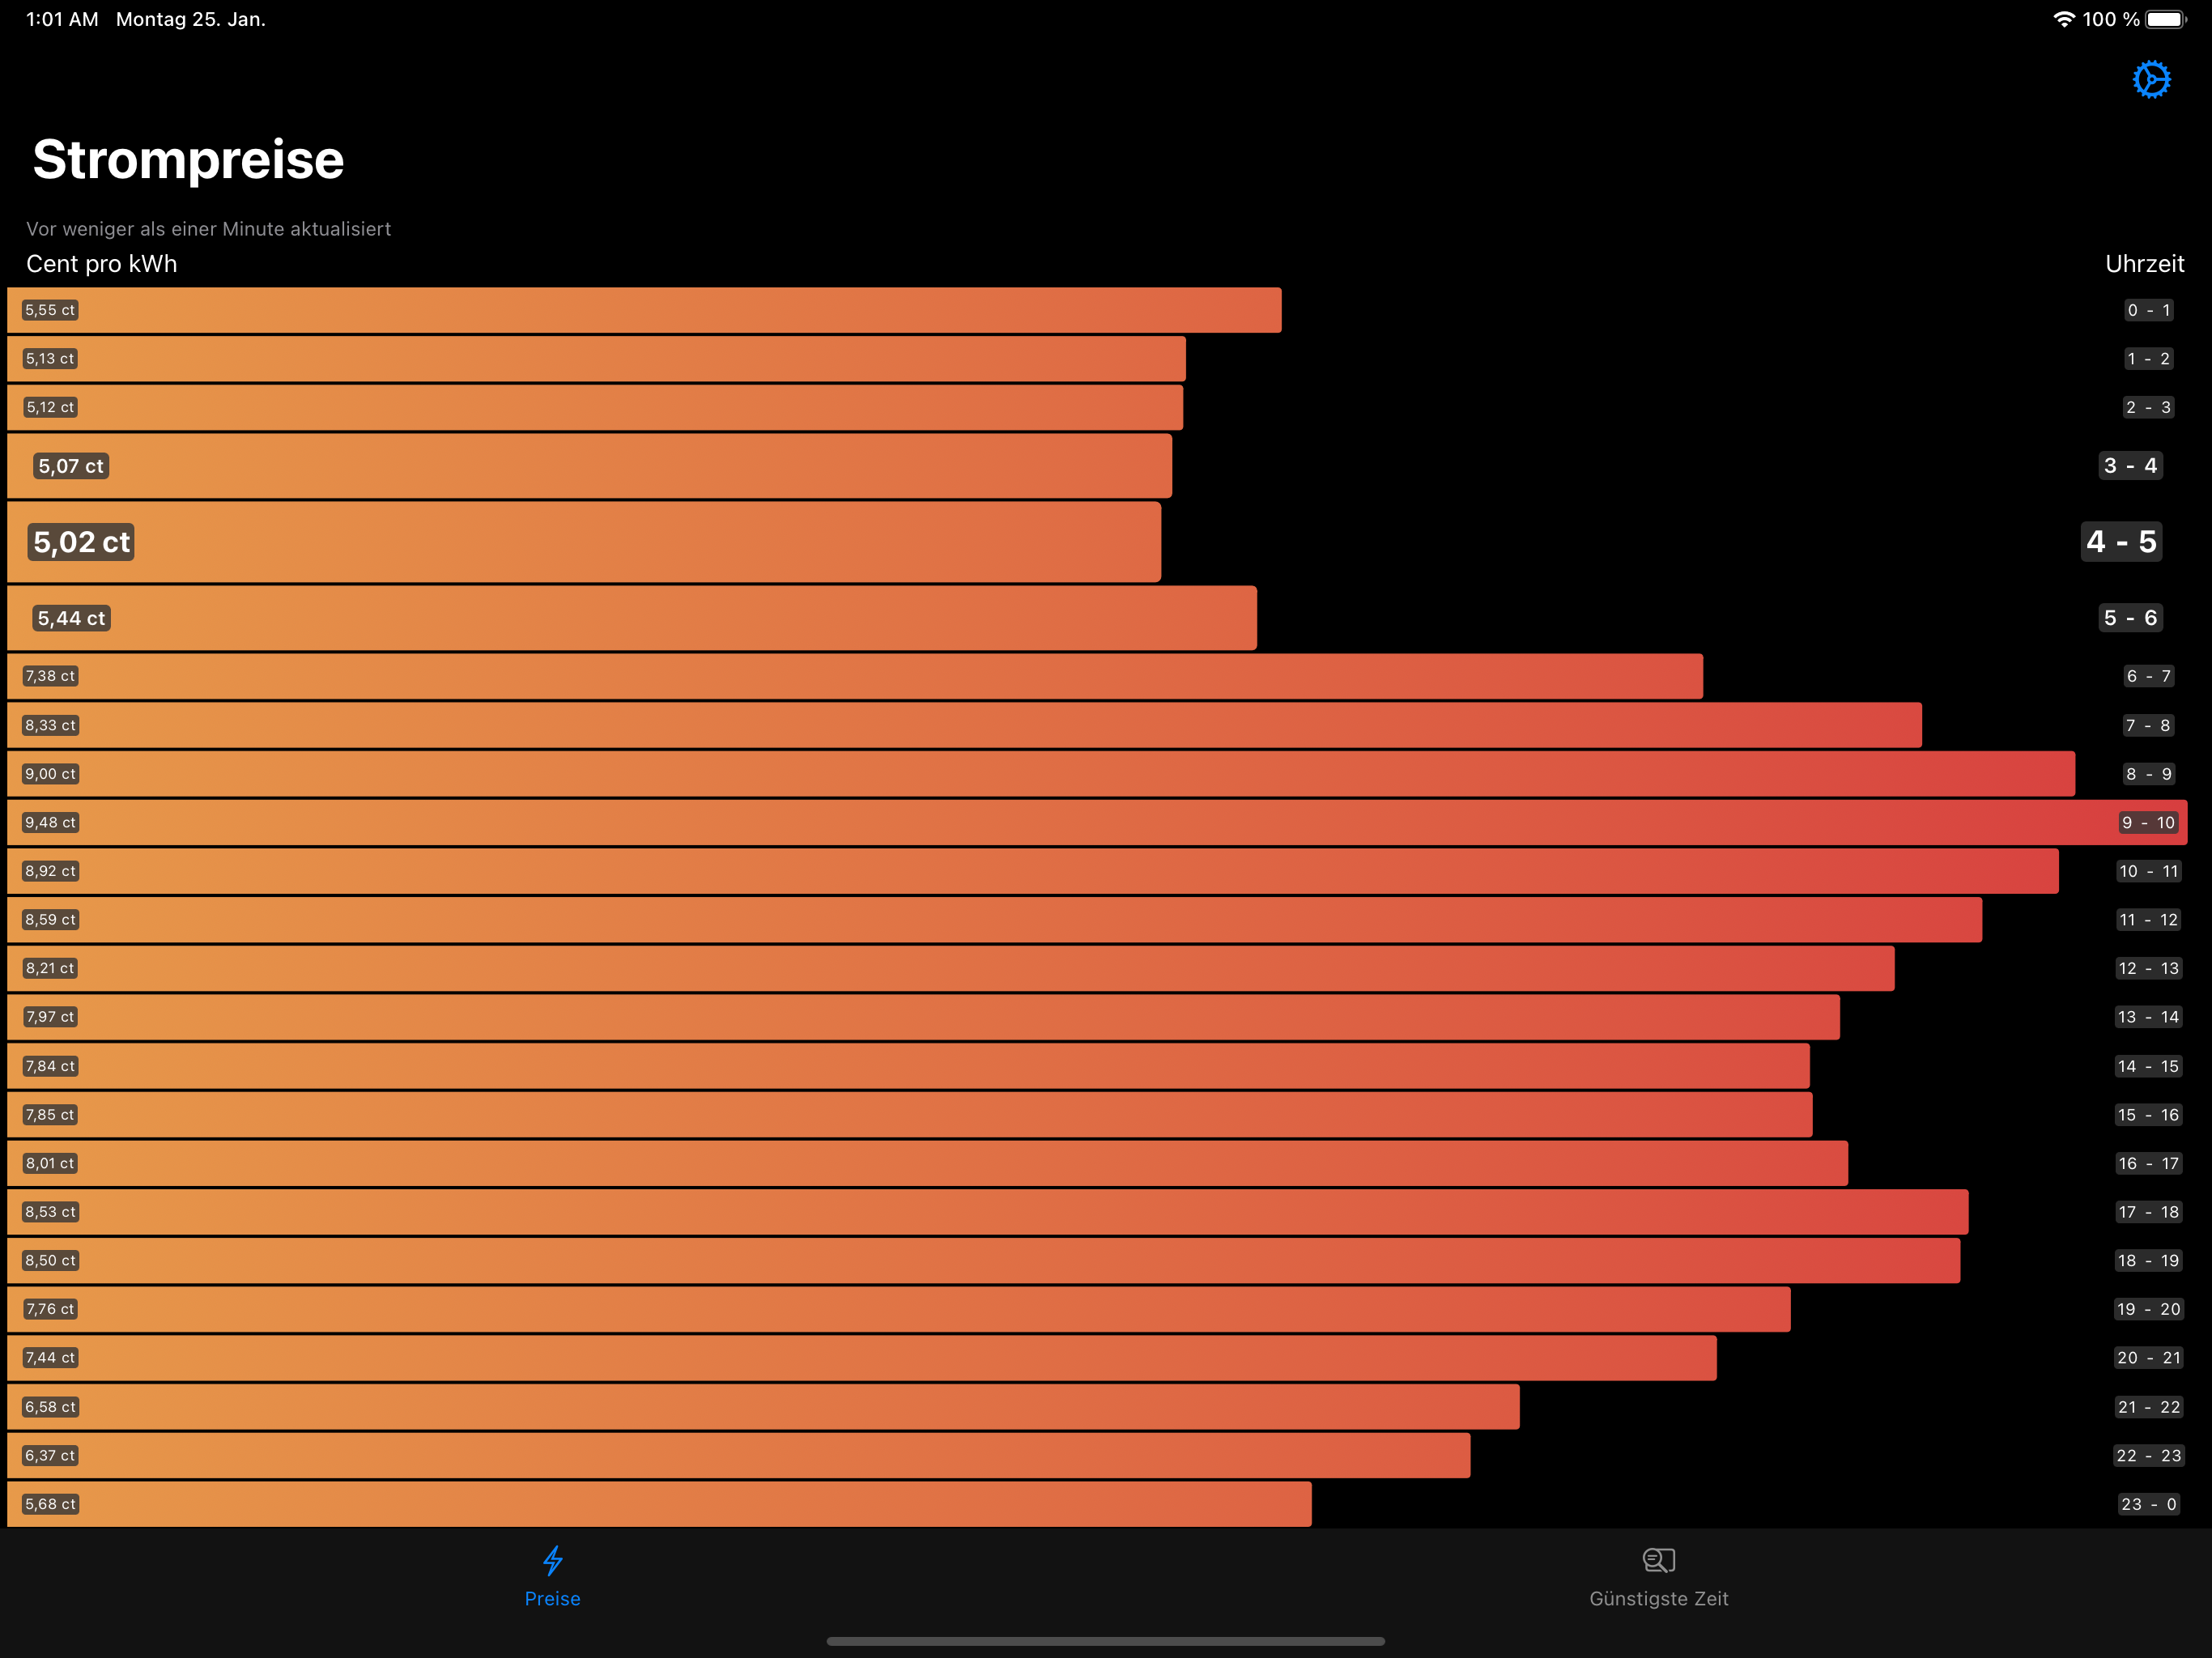 1:01 AM Montag 25. Jan. 100 %
Strompreise
Vor weniger als einer Minute aktualisiert
Cent pro kWh Uhrzeit
5,55 ct 0 - 1
5,13 ct 1 - 2
5,12 ct 2 - 3
5,07 ct 3 - 4
5,02 ct 4 - 5
5,44 ct 5 - 6
7,38 ct 6 - 7
8,33 ct 7 - 8
9,00 ct 8 - 9
9,48 ct 9 - 10
8,92 ct 10 - 11
8,59 ct 11 - 12
8,21 ct 12 - 13
7,97 ct 13 - 14
7,84 ct 14 - 15
7,85 ct 15 - 16
8,01 ct 16 - 17
8,53 ct 17 - 18
8,50 ct 18 - 19
7,76 ct 19 - 20
7,44 ct 20 - 21
6,58 ct 21 - 22
6,37 ct 22 - 23
5,68 ct 23 - 0
Preise Günstigste Zeit